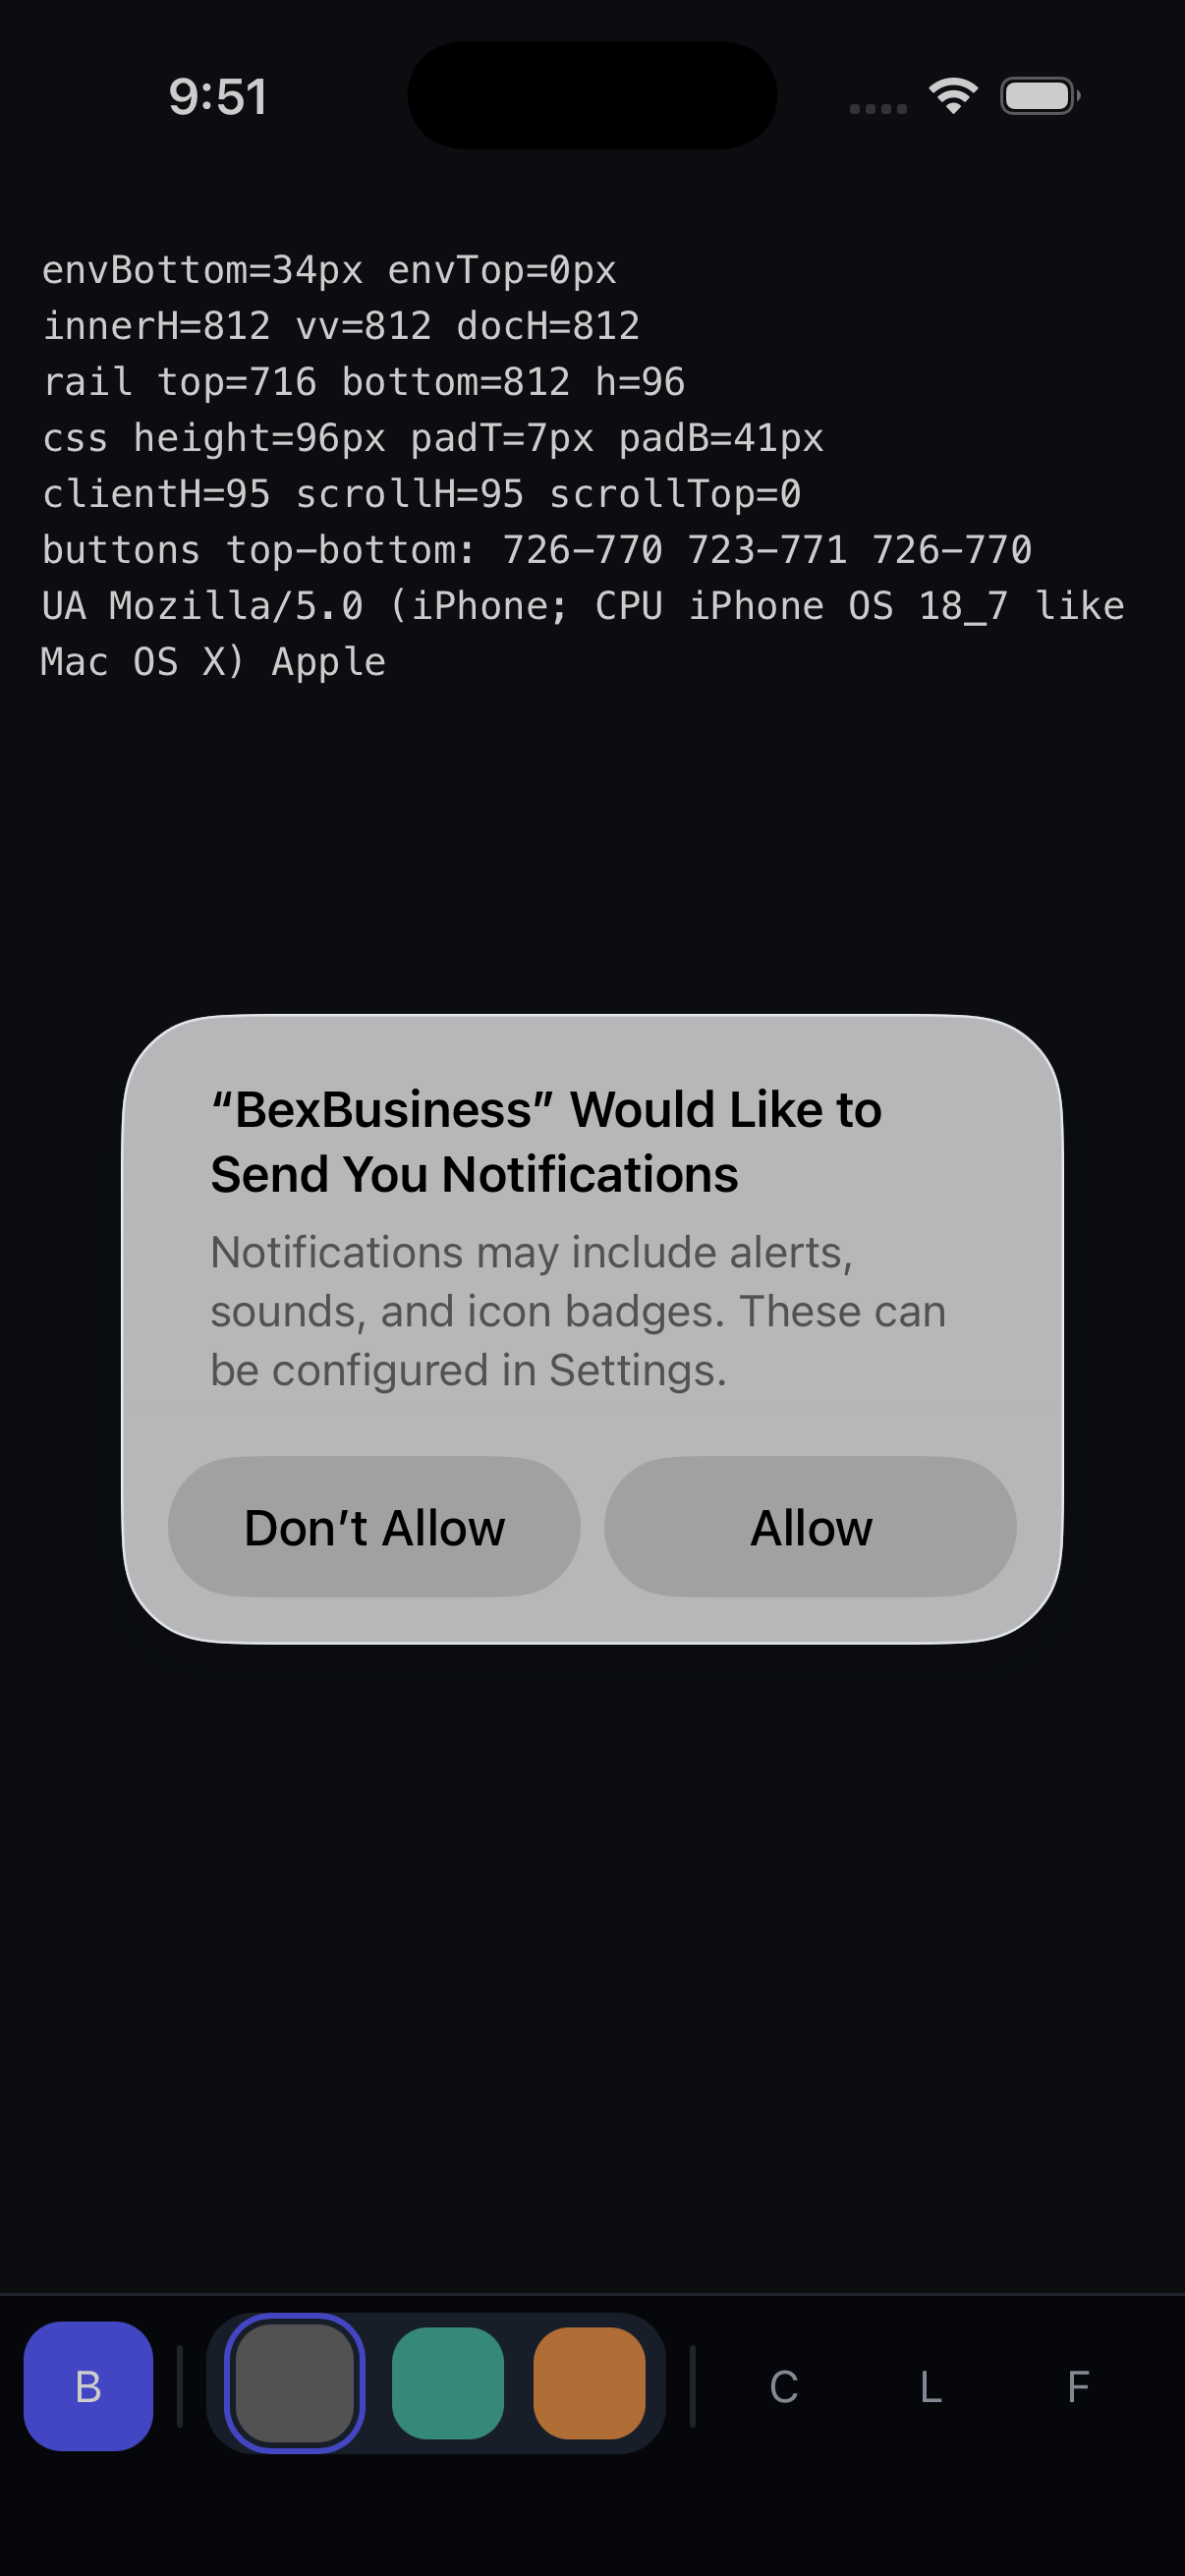 9:51
envBottom=34px envTop=0px
innerH=812 vv=812 docH=812
rail top=716 bottom=812 h=96
css height=96px padT=7px padB=41px
clientH=95 scrollH=95 scrollTop=0
buttons top-bottom: 726-770 723-771 726-770
UA Mozilla/5.0 (iPhone; CPU iPhone OS 18_7 like
Mac OS X) Apple
“BexBusiness” Would Like to
Send You Notifications
Notifications may include alerts,
sounds, and icon badges. These can
be configured in Settings.
Don’t Allow Allow
B C L F